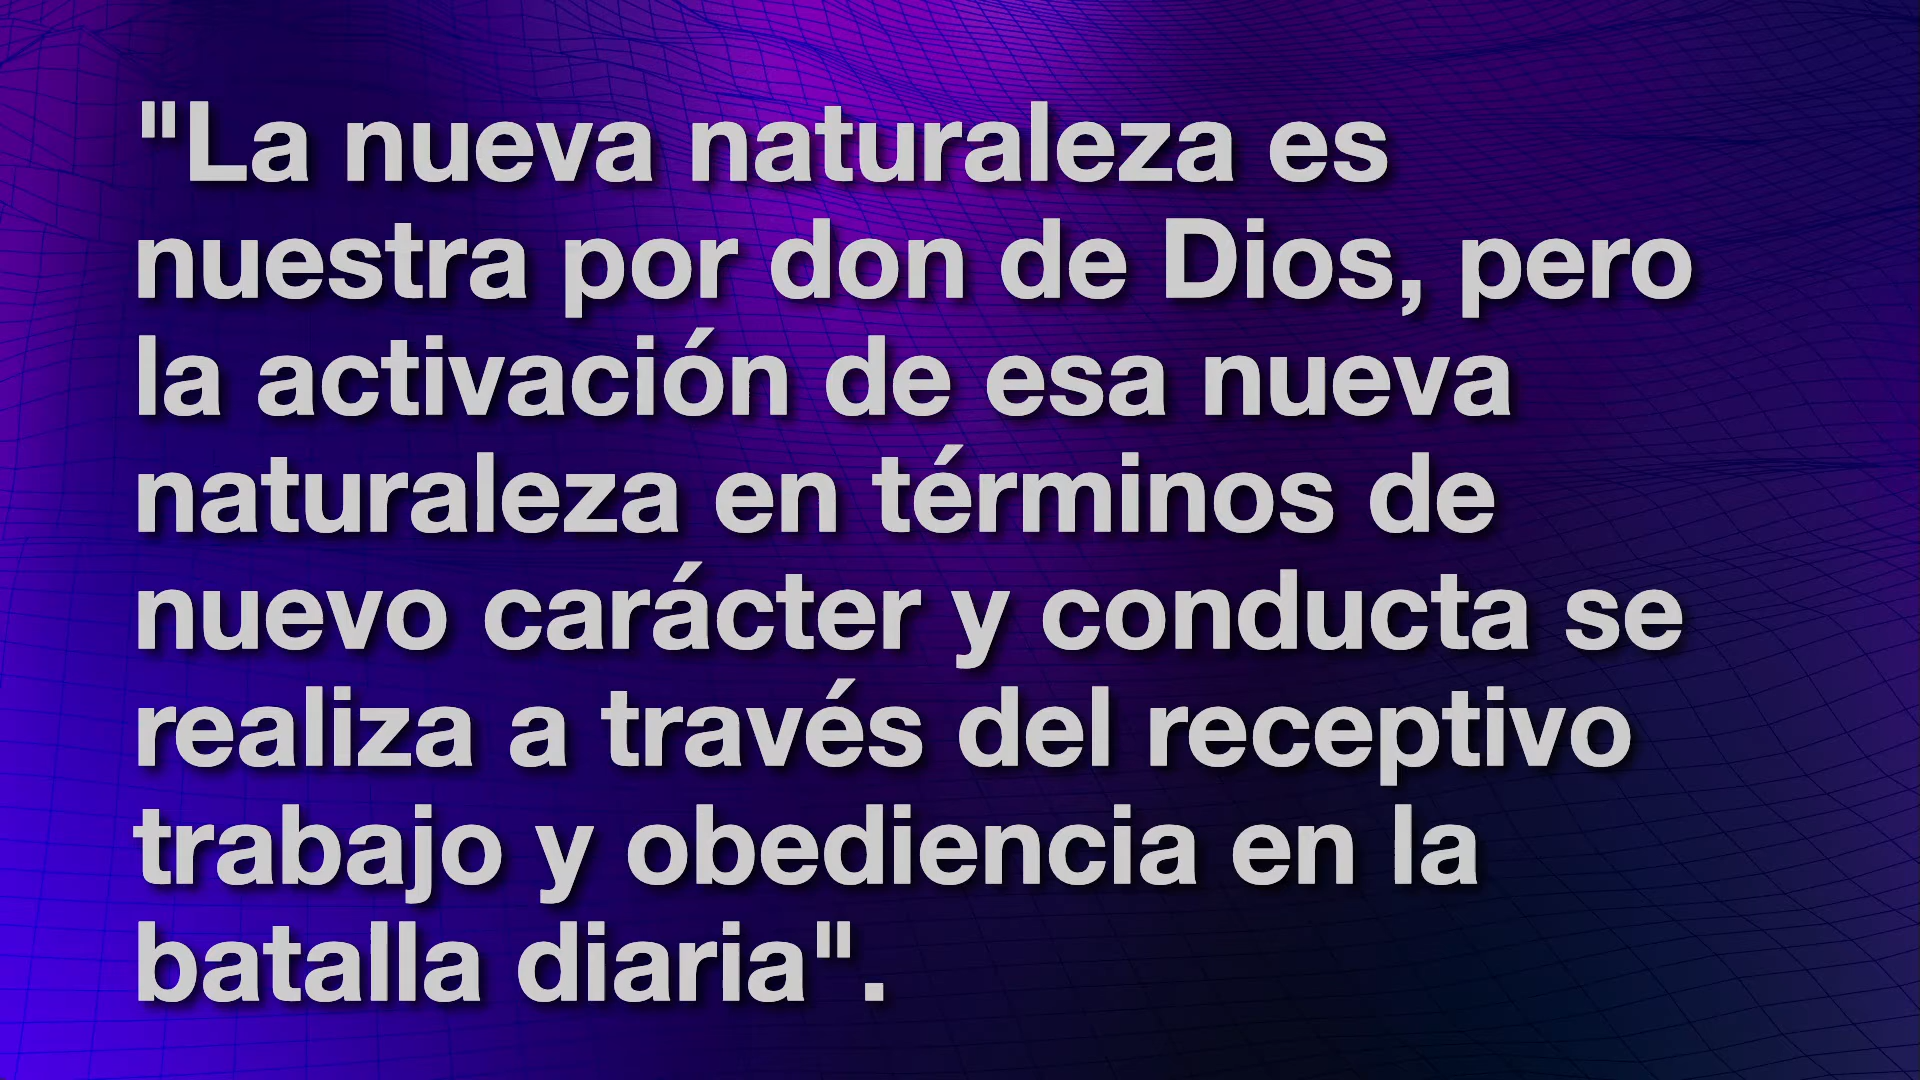 "La nueva naturaleza es
nuestra por don de Dios, pero
la activación de esa nueva
naturaleza en términos de
nuevo carácter y conducta se
realiza a través del receptivo
trabajo y obediencia en la
batalla diaria".